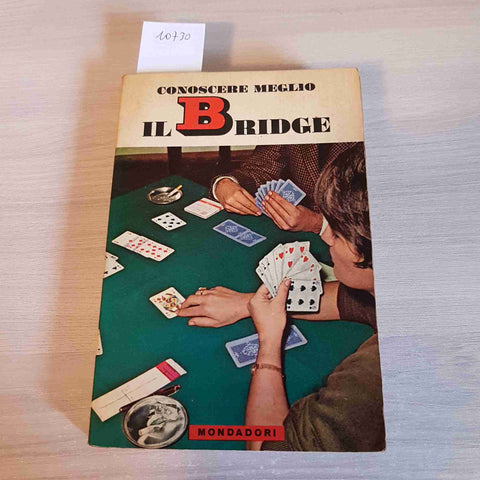 10730
CONOSCERE MEGLIO
IL BRIDGE
MONDADORI